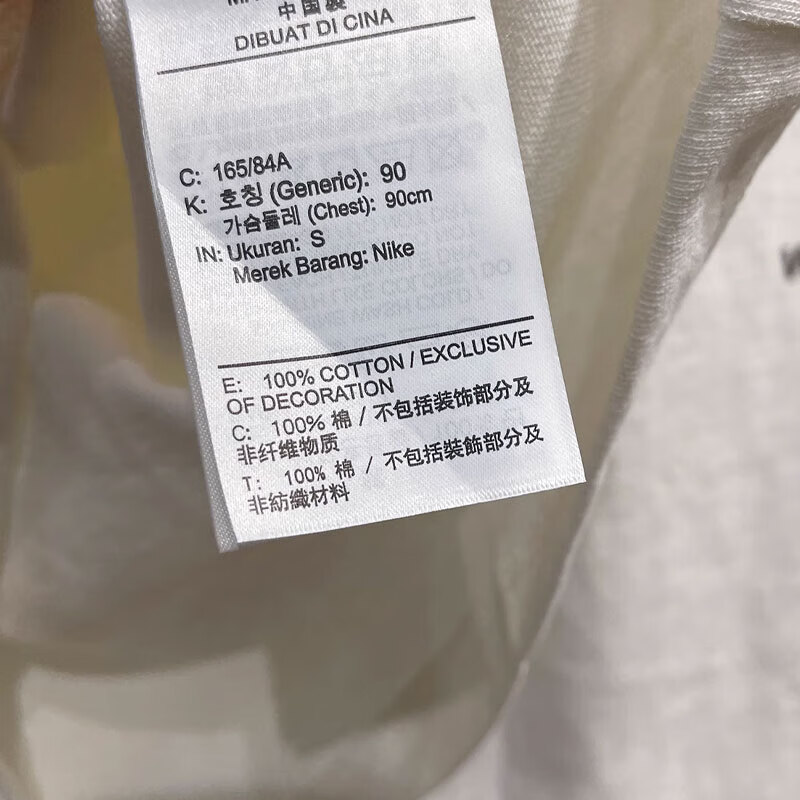 中国製
DIBUAT DI CINA
C: 165/84A
K: 호칭 (Generic): 90
가슴둘레 (Chest): 90cm
IN: Ukuran: S
Merek Barang: Nike
E: 100% COTTON / EXCLUSIVE
OF DECORATION
C: 100% 棉 / 不包括装饰部分及
非纤维物质
T: 100% 棉 / 不包括裝飾部分及
非紡織材料